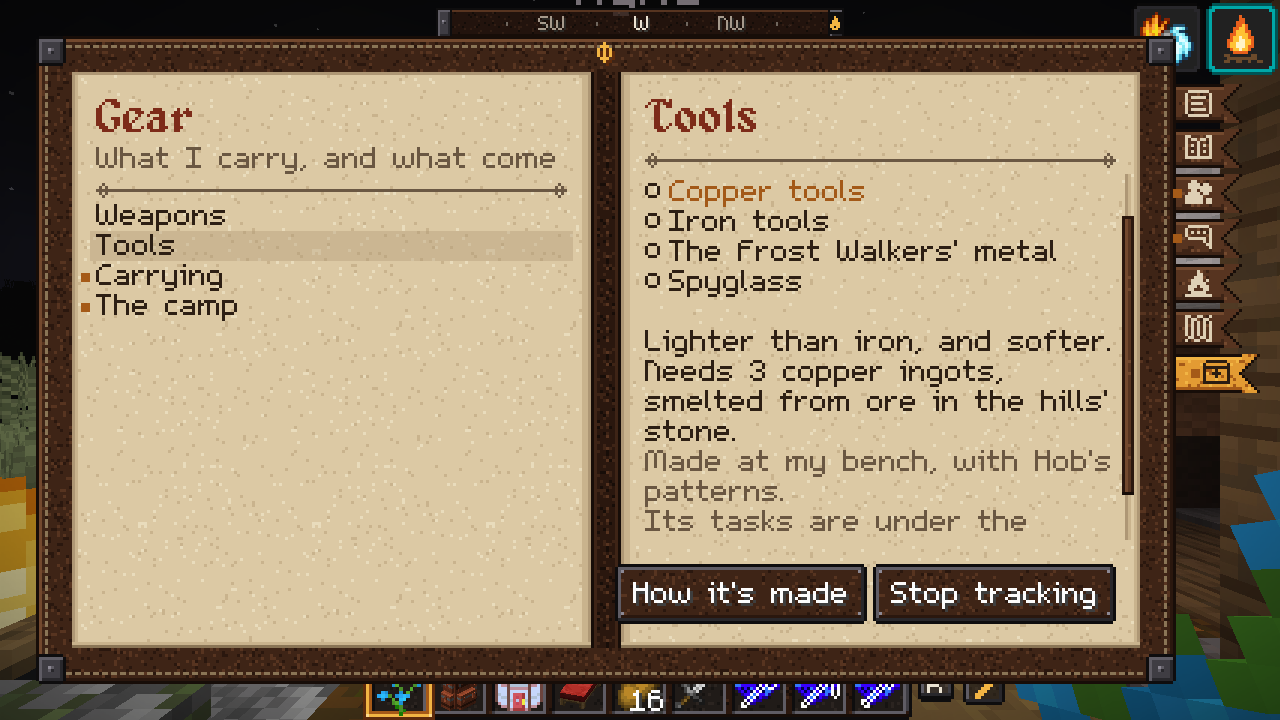 SW W NW
Gear
What I carry, and what come
Weapons
Tools
Carrying
The camp
Tools
Copper tools
Iron tools
The Frost Walkers' metal
Spyglass
Lighter than iron, and softer.
Needs 3 copper ingots,
smelted from ore in the hills'
stone.
Made at my bench, with Hob's
patterns.
Its tasks are under the
How it's made
Stop tracking
16